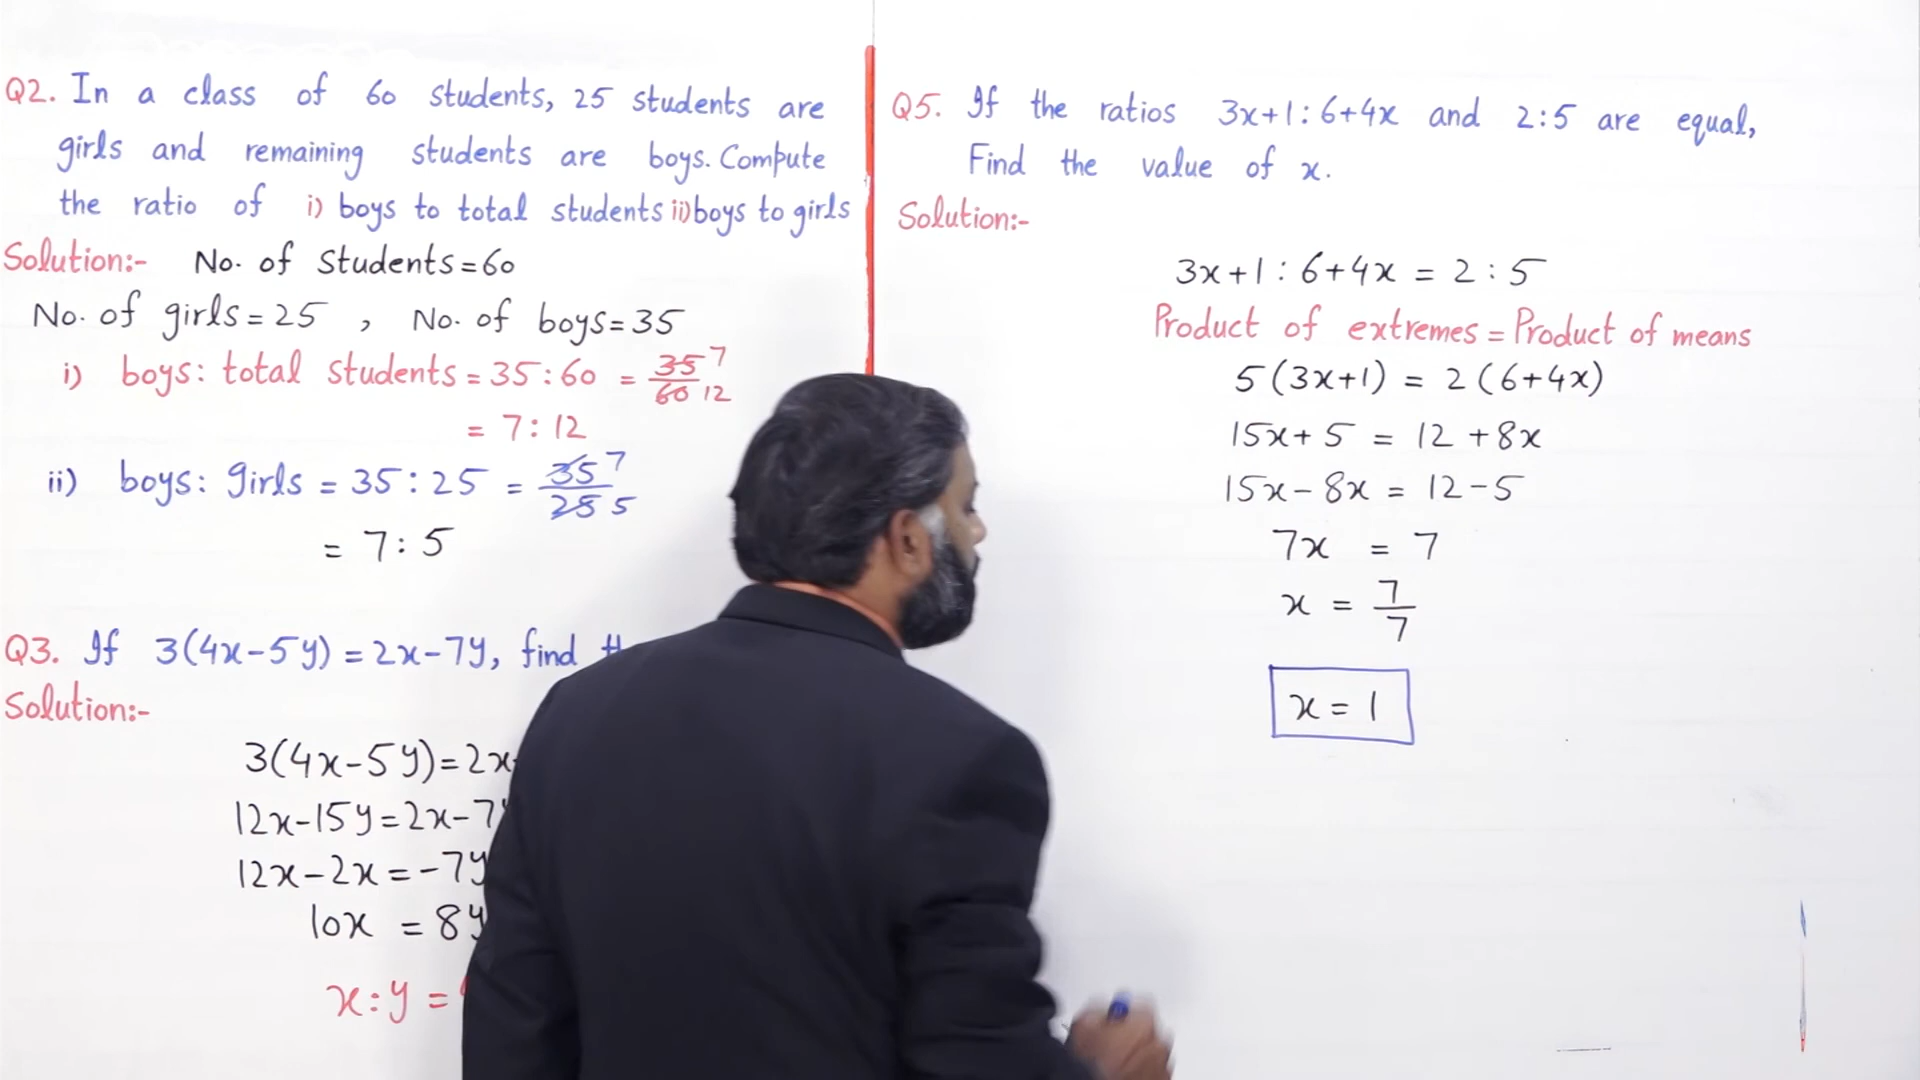 Q2. In a class of 60 students, 25 students are
girls and remaining students are boys. Compute
the ratio of i) boys to total students ii) boys to girls
Solution:- No. of Students = 60
No. of girls = 25 , No. of boys = 35
i) boys: total students = 35 : 60 = 35/60 7 12
= 7 : 12
ii) boys: Girls = 35 : 25 = 35/25 7 5
= 7 : 5
Q3. If 3(4x-5y) = 2x-7y, find
Solution:-
3(4x-5y) = 2x
12x-15y = 2x-7
12x-2x = -7y
10x = 8y
x:y =
Q5. If the ratios 3x+1 : 6+4x and 2:5 are equal,
Find the value of x.
Solution:-
3x+1 : 6+4x = 2 : 5
Product of extremes = Product of means
5(3x+1) = 2(6+4x)
15x+5 = 12+8x
15x-8x = 12-5
7x = 7
x = 7/7
x = 1